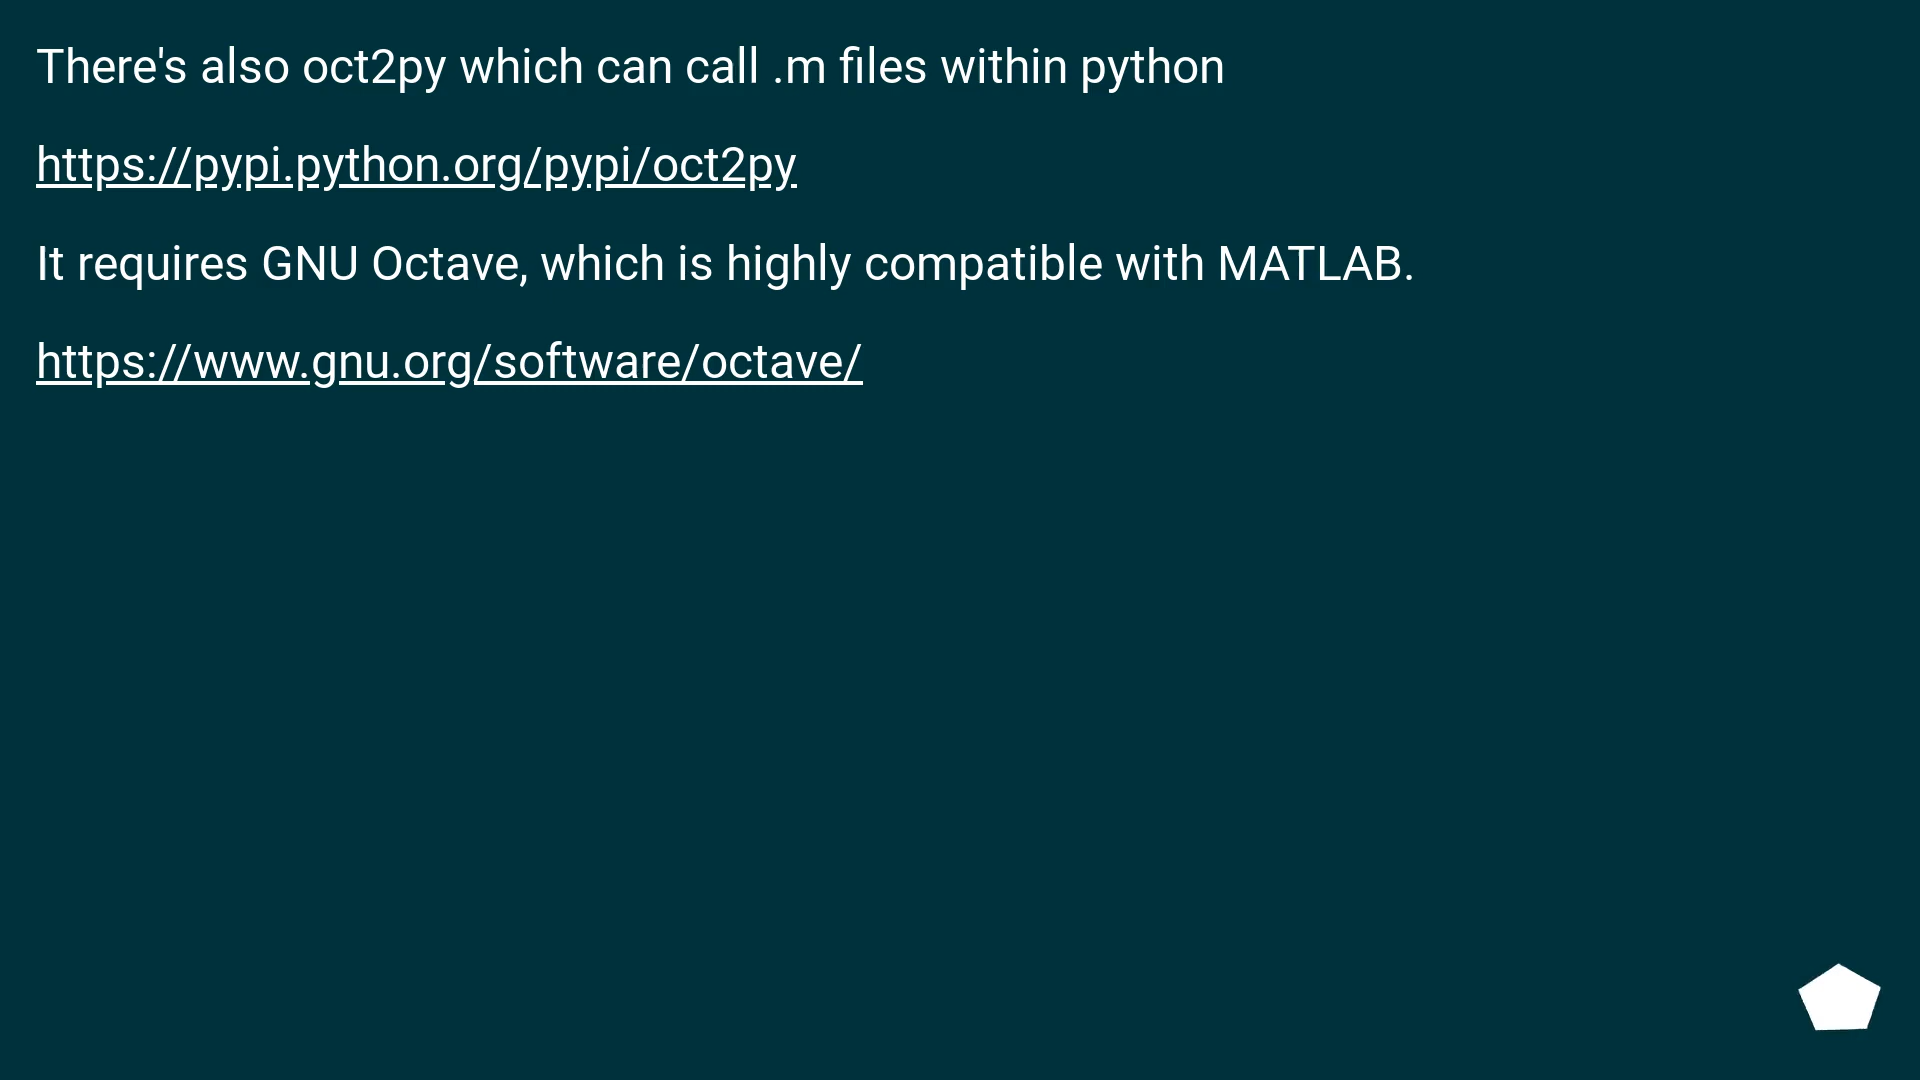 There's also oct2py which can call .m files within python
https://pypi.python.org/pypi/oct2py
It requires GNU Octave, which is highly compatible with MATLAB.
https://www.gnu.org/software/octave/